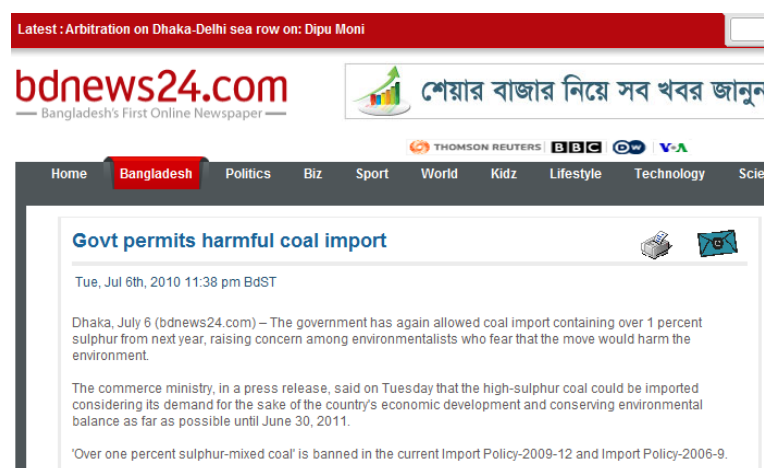 Latest : Arbitration on Dhaka-Delhi sea row on: Dipu Moni
bdnews24.com
Bangladesh's First Online Newspaper
শেয়ার বাজার নিয়ে সব খবর জানুন
THOMSON REUTERS BBC DW VOA
Home Bangladesh Politics Biz Sport World Kidz Lifestyle Technology Scie
Govt permits harmful coal import
Tue, Jul 6th, 2010 11:38 pm BdST
Dhaka, July 6 (bdnews24.com) – The government has again allowed coal import containing over 1 percent
sulphur from next year, raising concern among environmentalists who fear that the move would harm the
environment.
The commerce ministry, in a press release, said on Tuesday that the high-sulphur coal could be imported
considering its demand for the sake of the country's economic development and conserving environmental
balance as far as possible until June 30, 2011.
'Over one percent sulphur-mixed coal' is banned in the current Import Policy-2009-12 and Import Policy-2006-9.